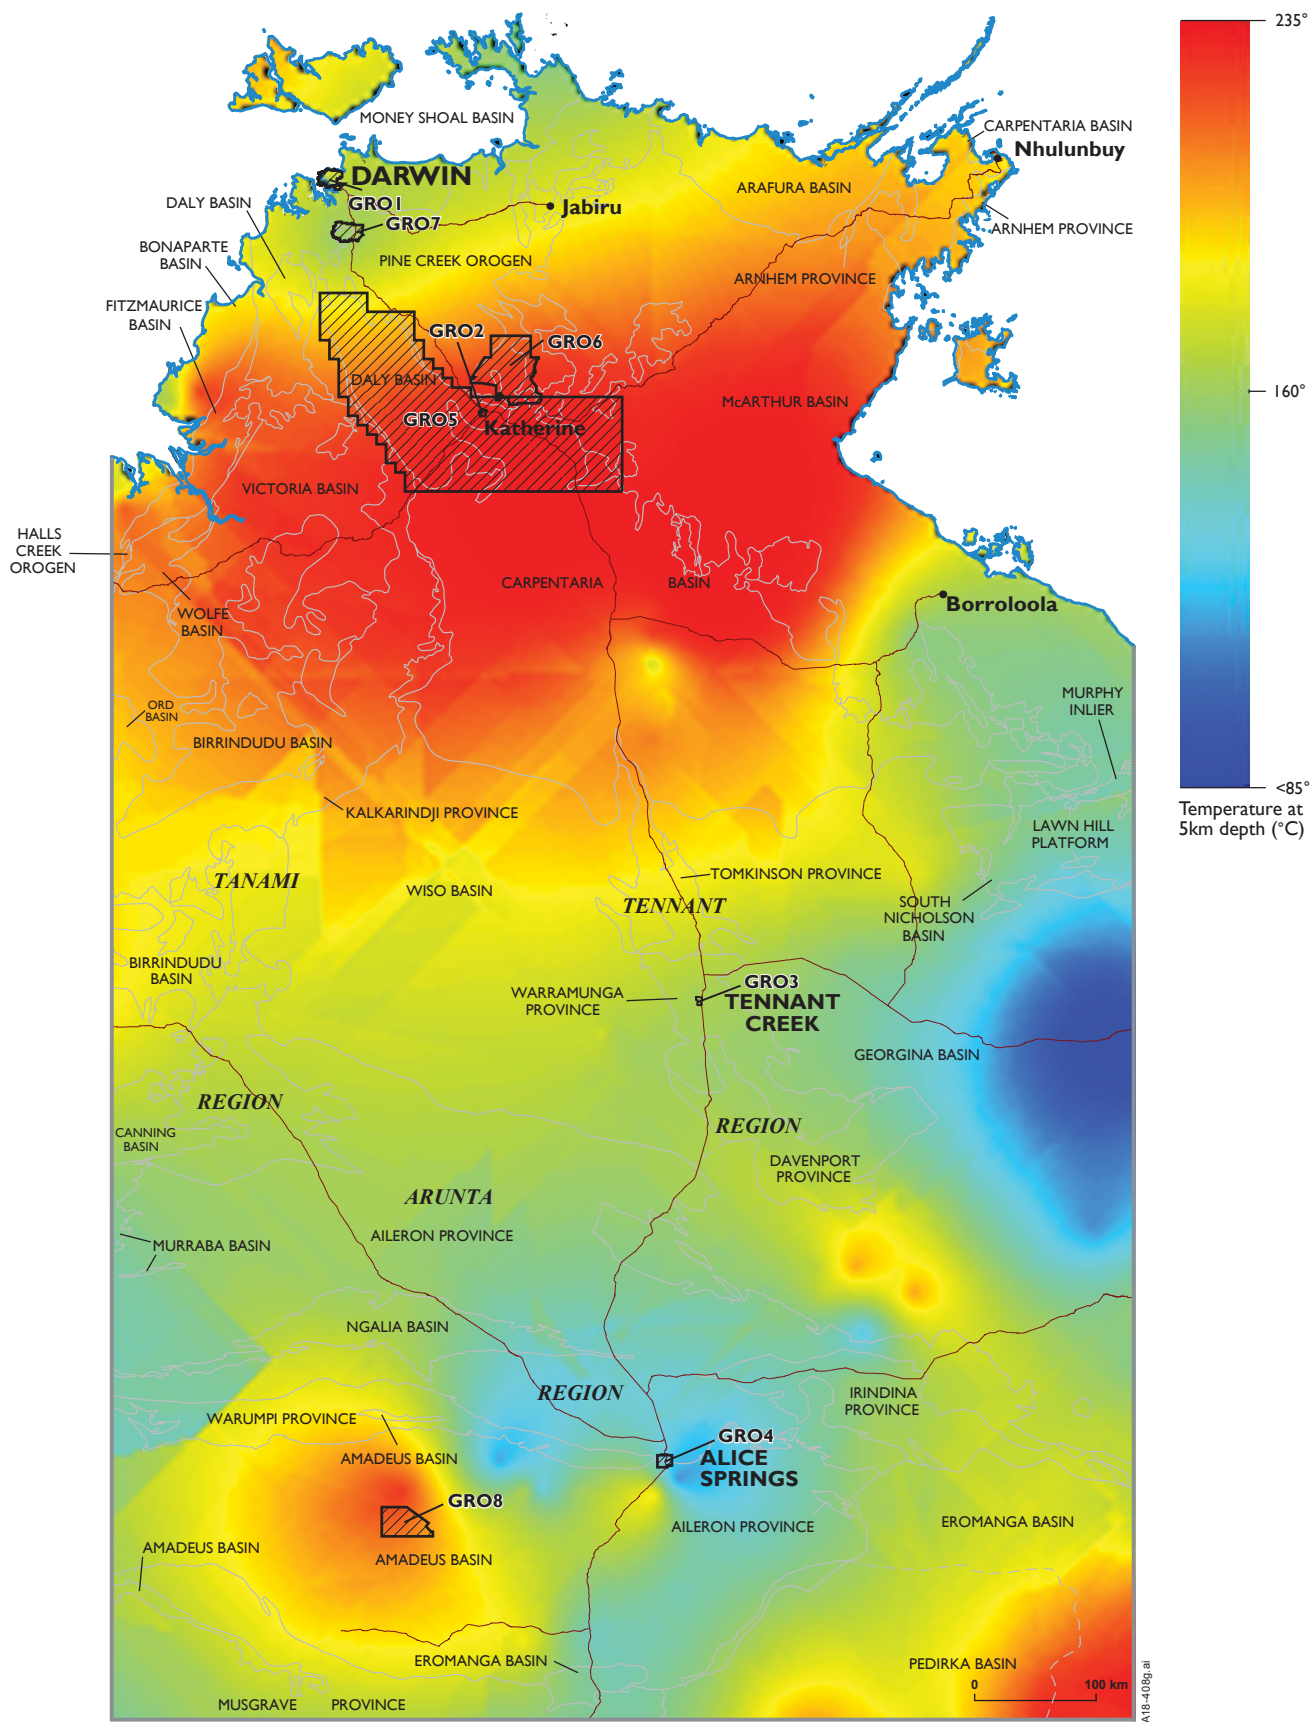 235°
MONEY SHOAL BASIN
CARPENTARIA BASIN
Nhulunbuy
DARWIN
ARAFURA BASIN
DALY BASIN
GRO1
Jabiru
GRO7
ARNHEM PROVINCE
BONAPARTE
BASIN
PINE CREEK OROGEN
ARNHEM PROVINCE
FITZMAURICE
BASIN
GRO2
GRO6
DALY BASIN
160°
McARTHUR BASIN
GRO5
Katherine
VICTORIA BASIN
HALLS
CREEK
OROGEN
CARPENTARIA
BASIN
Borroloola
WOLFE
BASIN
MURPHY
INLIER
ORD
BASIN
BIRRINDUDU BASIN
<85°
Temperature at
5km depth (°C)
KALKARINDJI PROVINCE
LAWN HILL
PLATFORM
TANAMI
TOMKINSON PROVINCE
WISO BASIN
TENNANT
SOUTH
NICHOLSON
BASIN
BIRRINDUDU
BASIN
WARRAMUNGA
PROVINCE
GRO3
TENNANT
CREEK
GEORGINA BASIN
REGION
REGION
CANNING
BASIN
DAVENPORT
PROVINCE
ARUNTA
AILERON PROVINCE
MURRABA BASIN
NGALIA BASIN
REGION
IRINDINA
PROVINCE
WARUMPI PROVINCE
GRO4
ALICE
SPRINGS
AMADEUS BASIN
GRO8
AILERON PROVINCE
EROMANGA BASIN
AMADEUS BASIN
AMADEUS BASIN
EROMANGA BASIN
PEDIRKA BASIN
0 100 km
MUSGRAVE PROVINCE
A18-408g.ai